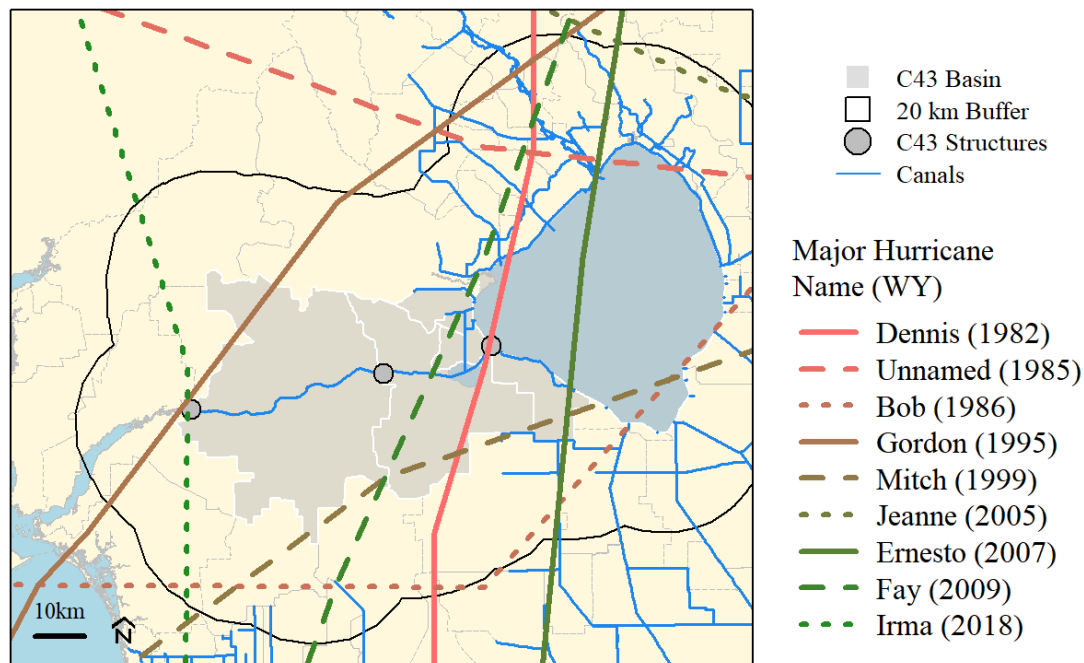 10km
N
C43 Basin
20 km Buffer
C43 Structures
Canals
Major Hurricane
Name (WY)
Dennis (1982)
Unnamed (1985)
Bob (1986)
Gordon (1995)
Mitch (1999)
Jeanne (2005)
Ernesto (2007)
Fay (2009)
Irma (2018)